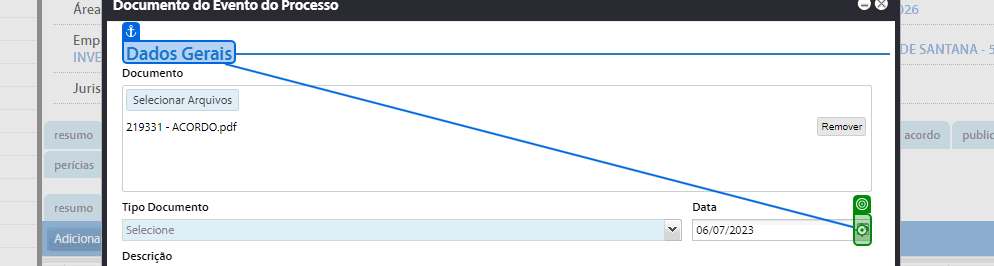 Documento do Evento do Processo
Área
026
Emp
INVE
DE SANTANA - 5
Juris
Dados Gerais
Documento
Selecionar Arquivos
219331 - ACORDO.pdf
Remover
resumo
acordo
public
perícias
resumo
Tipo Documento
Data
Selecione
06/07/2023
Adiciona
Descrição